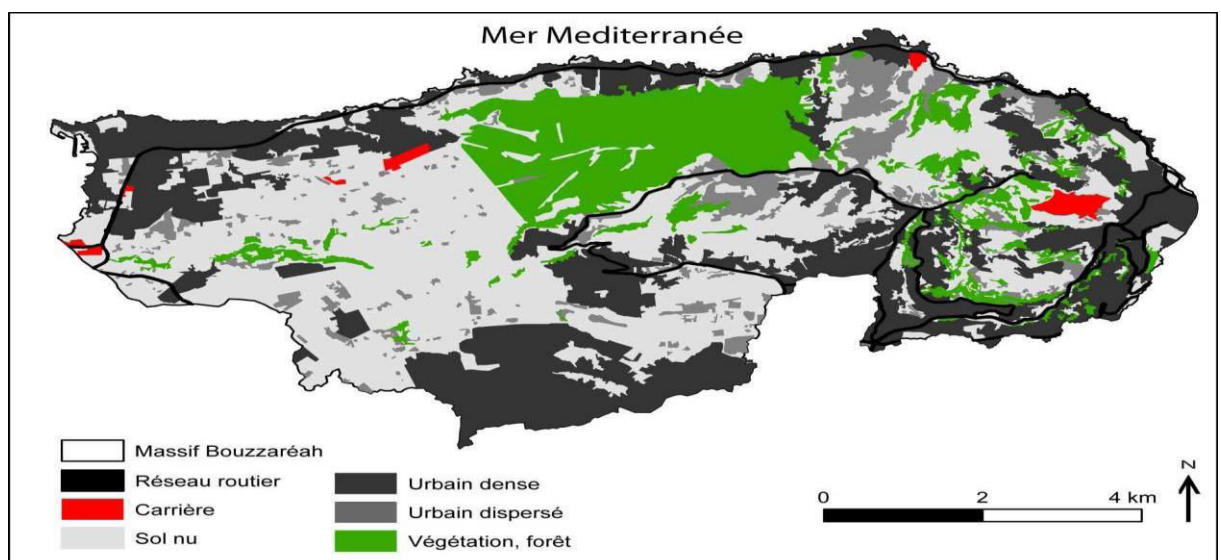 Mer Mediterranée
Massif Bouzzaréah
Réseau routier
Carrière
Sol nu
Urbain dense
Urbain dispersé
Végétation, forêt
0 2 4 km
N